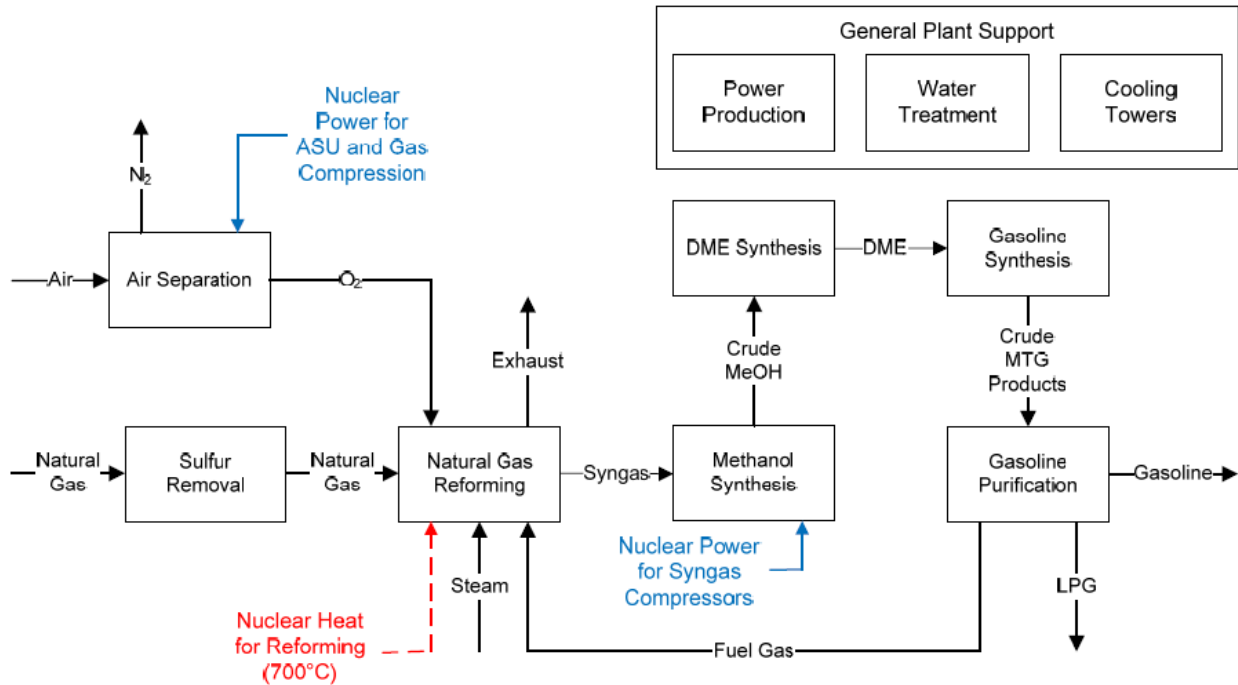 General Plant Support
Power
Production
Water
Treatment
Cooling
Towers
Nuclear
Power for
ASU and Gas
Compression
N₂
Air
Air Separation
O₂
DME Synthesis
DME
Gasoline
Synthesis
Exhaust
Crude
MeOH
Crude
MTG
Products
Natural
Gas
Sulfur
Removal
Natural
Gas
Natural Gas
Reforming
Syngas
Methanol
Synthesis
Gasoline
Purification
Gasoline
Nuclear Heat
for Reforming
(700°C)
Steam
Nuclear Power
for Syngas
Compressors
Fuel Gas
LPG